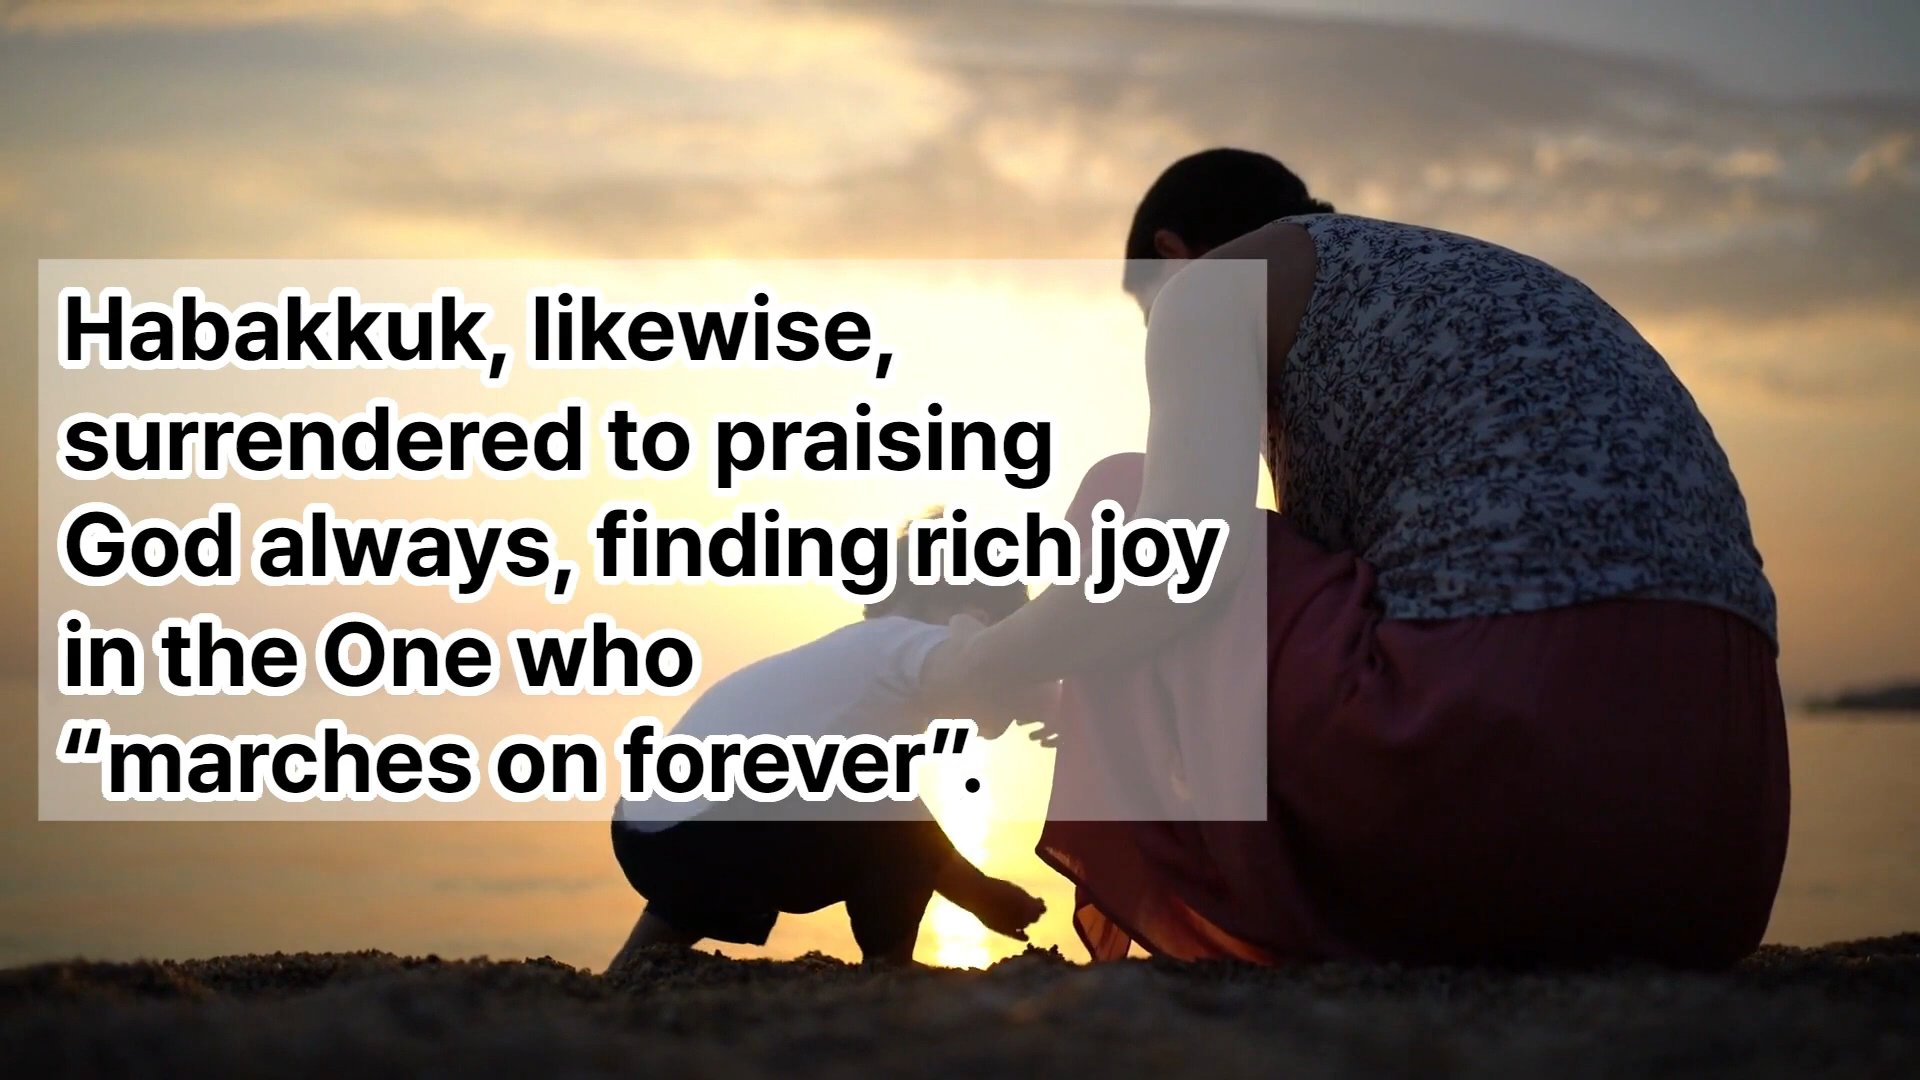 Habakkuk, likewise,
surrendered to praising
God always, finding rich joy
in the One who
“marches on forever”.